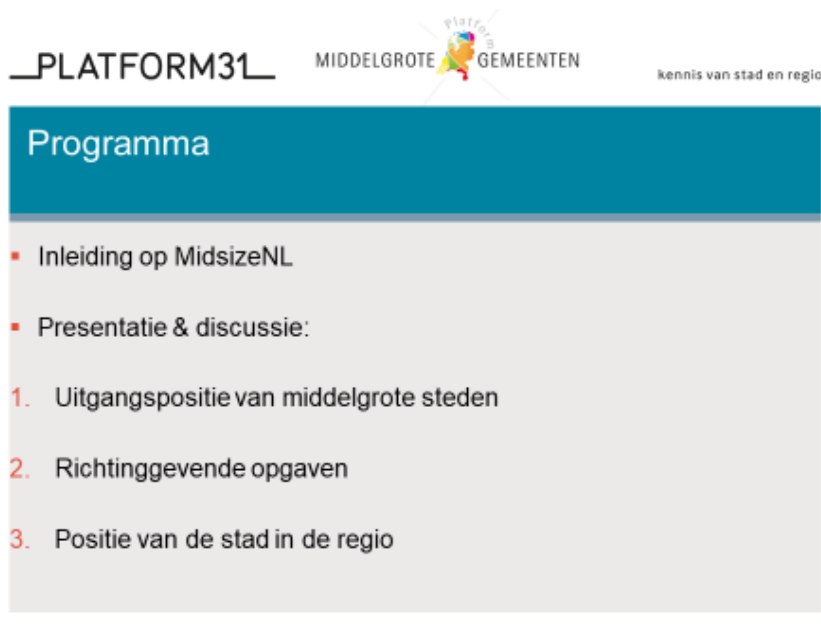 Platform
PLATFORM31
MIDDELGROTE GEMEENTEN
kennis van stad en regio
Programma
▪ Inleiding op MidsizeNL
▪ Presentatie & discussie:
1. Uitgangspositie van middelgrote steden
2. Richtinggevende opgaven
3. Positie van de stad in de regio